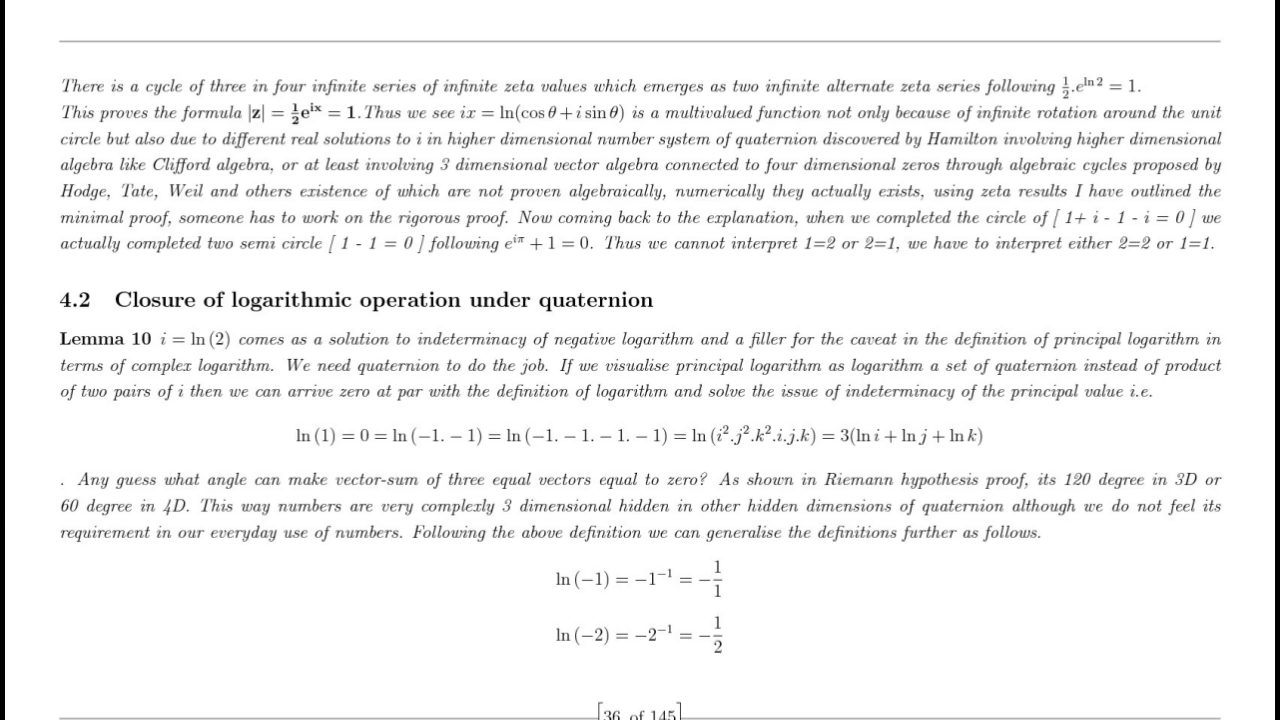 There is a cycle of three in four infinite series of infinite zeta values which emerges as two infinite alternate zeta series following ½.e^{ln 2} = 1.
This proves the formula |z| = ½e^{ix} = 1. Thus we see ix = ln(cos θ + i sin θ) is a multivalued function not only because of infinite rotation around the unit
circle but also due to different real solutions to i in higher dimensional number system of quaternion discovered by Hamilton involving higher dimensional
algebra like Clifford algebra, or at least involving 3 dimensional vector algebra connected to four dimensional zeros through algebraic cycles proposed by
Hodge, Tate, Weil and others existence of which are not proven algebraically, numerically they actually exists, using zeta results I have outlined the
minimal proof, someone has to work on the rigorous proof. Now coming back to the explanation, when we completed the circle of [ 1+ i - 1 - i = 0 ] we
actually completed two semi circle [ 1 - 1 = 0 ] following e^{iπ} + 1 = 0. Thus we cannot interpret 1=2 or 2=1, we have to interpret either 2=2 or 1=1.
4.2 Closure of logarithmic operation under quaternion
Lemma 10 i = ln (2) comes as a solution to indeterminacy of negative logarithm and a filler for the caveat in the definition of principal logarithm in
terms of complex logarithm. We need quaternion to do the job. If we visualise principal logarithm as logarithm a set of quaternion instead of product
of two pairs of i then we can arrive zero at par with the definition of logarithm and solve the issue of indeterminacy of the principal value i.e.
ln (1) = 0 = ln (−1. − 1) = ln (−1. − 1. − 1. − 1) = ln (i².j².k².i.j.k) = 3(ln i + ln j + ln k)
. Any guess what angle can make vector-sum of three equal vectors equal to zero? As shown in Riemann hypothesis proof, its 120 degree in 3D or
60 degree in 4D. This way numbers are very complexly 3 dimensional hidden in other hidden dimensions of quaternion although we do not feel its
requirement in our everyday use of numbers. Following the above definition we can generalise the definitions further as follows.
ln (−1) = −1⁻¹ = −1/1
ln (−2) = −2⁻¹ = −1/2
[36 of 145]